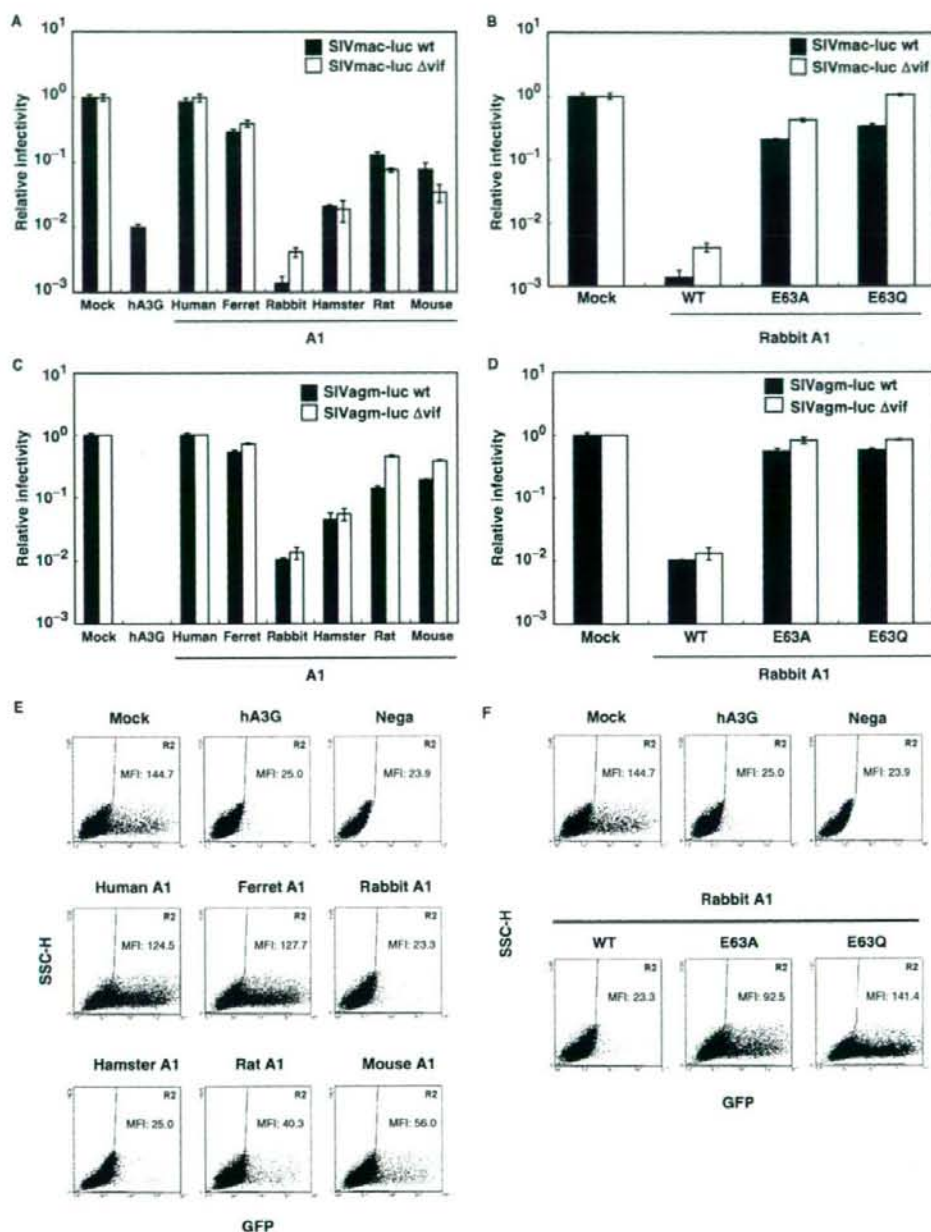 A
10¹
10⁰
10⁻¹
10⁻²
10⁻³
Relative infectivity
SIVmac-luc wt
SIVmac-luc Δvif
Mock hA3G Human Ferret Rabbit Hamster Rat Mouse
A1
B
10¹
10⁰
10⁻¹
10⁻²
10⁻³
Relative infectivity
SIVmac-luc wt
SIVmac-luc Δvif
Mock WT E63A E63Q
Rabbit A1
C
10¹
10⁰
10⁻¹
10⁻²
10⁻³
Relative infectivity
SIVagm-luc wt
SIVagm-luc Δvif
Mock hA3G Human Ferret Rabbit Hamster Rat Mouse
A1
D
10¹
10⁰
10⁻¹
10⁻²
10⁻³
Relative infectivity
SIVagm-luc wt
SIVagm-luc Δvif
Mock WT E63A E63Q
Rabbit A1
E
Mock hA3G Nega
R2 R2 R2
MFI: 144.7 MFI: 25.0 MFI: 23.9
Human A1 Ferret A1 Rabbit A1
R2 R2 R2
MFI: 124.5 MFI: 127.7 MFI: 23.3
SSC-H
Hamster A1 Rat A1 Mouse A1
R2 R2 R2
MFI: 25.0 MFI: 40.3 MFI: 56.0
GFP
F
Mock hA3G Nega
R2 R2 R2
MFI: 144.7 MFI: 25.0 MFI: 23.9
Rabbit A1
SSC-H
WT E63A E63Q
R2 R2 R2
MFI: 23.3 MFI: 92.5 MFI: 141.4
GFP